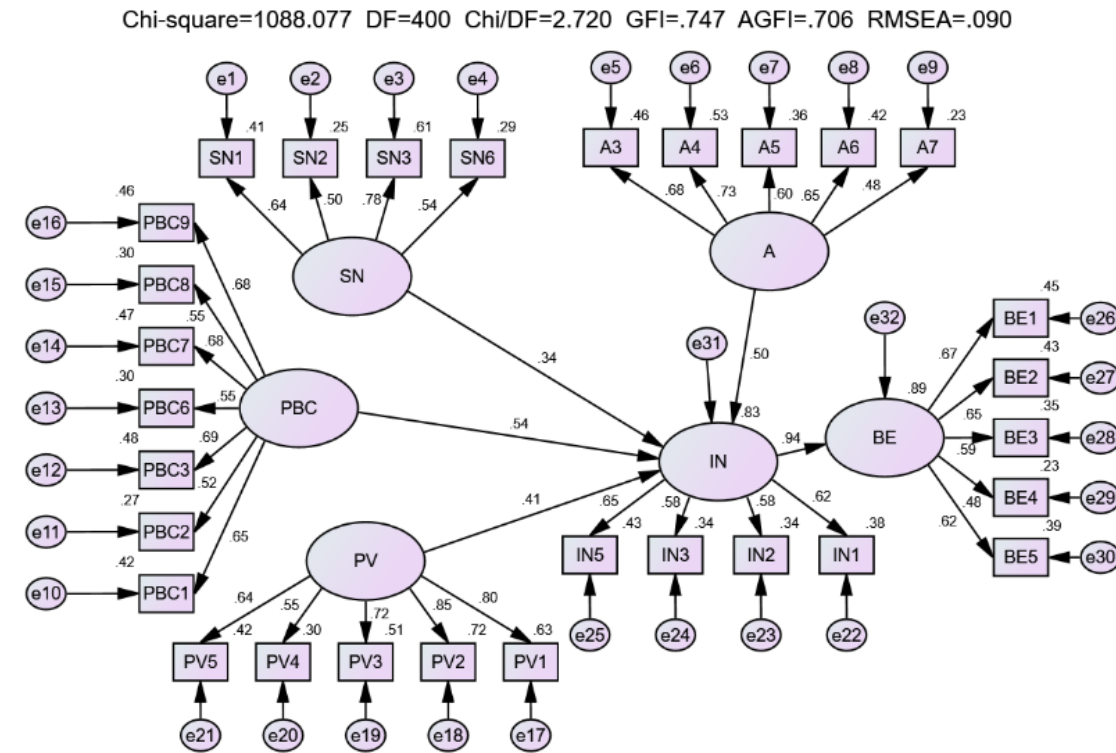 Chi-square=1088.077 DF=400 Chi/DF=2.720 GFI=.747 AGFI=.706 RMSEA=.090
e1 e2 e3 e4
.41 .25 .61 .29
SN1 SN2 SN3 SN6
.64 .50 .78 .54
SN
e5 e6 e7 e8 e9
.46 .53 .36 .42 .23
A3 A4 A5 A6 A7
.68 .73 .60 .65 .48
A
.46
e16 PBC9 .68
.30
e15 PBC8 .55
.47
e14 PBC7 .68
.30
e13 PBC6 .55
.48
e12 PBC3 .69
.27
e11 PBC2 .52
.42
e10 PBC1 .65
PBC
.34
.54
.50
.41
e31
.83
IN
.94
e32
.89
BE
.45
.67 BE1 e26
.43
.65 BE2 e27
.35
.59 BE3 e28
.23
.48 BE4 e29
.39
.62 BE5 e30
.65 .58 .58 .62
.43 .34 .34 .38
IN5 IN3 IN2 IN1
e25 e24 e23 e22
PV
.64 .55 .72 .85 .80
.42 .30 .51 .72 .63
PV5 PV4 PV3 PV2 PV1
e21 e20 e19 e18 e17